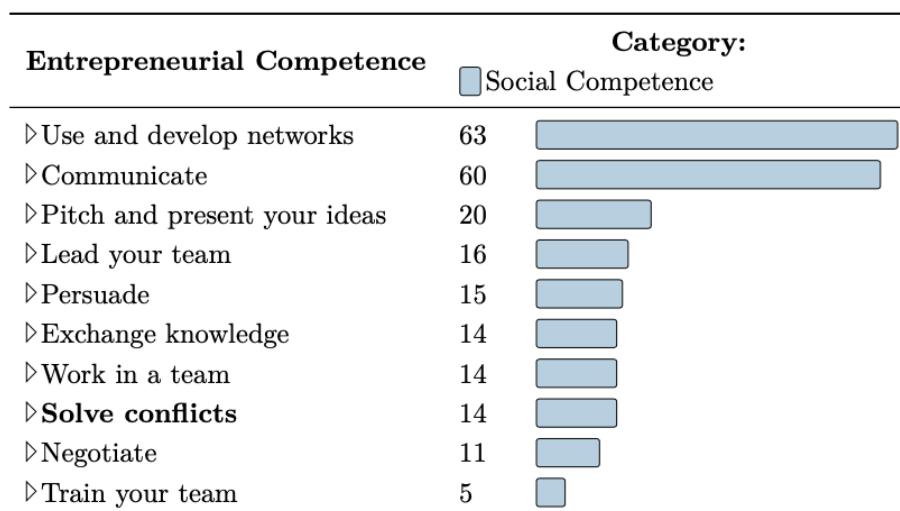 Entrepreneurial Competence
Category:
Social Competence
▷Use and develop networks 63
▷Communicate 60
▷Pitch and present your ideas 20
▷Lead your team 16
▷Persuade 15
▷Exchange knowledge 14
▷Work in a team 14
▷Solve conflicts 14
▷Negotiate 11
▷Train your team 5